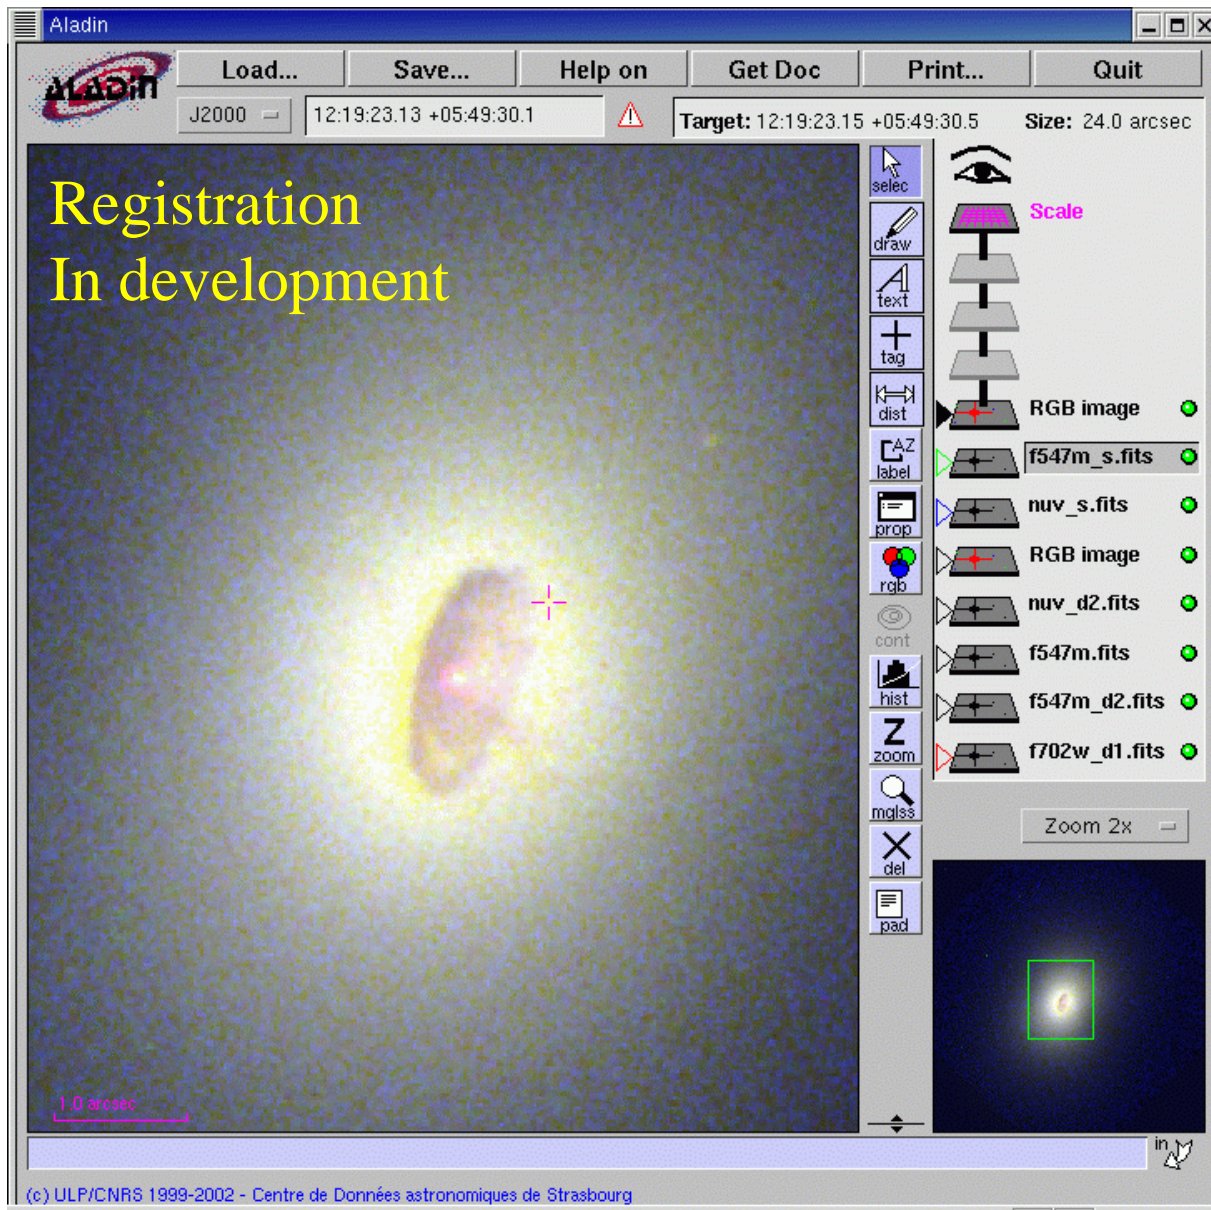 Aladin
ALADIN
Load... Save... Help on Get Doc Print... Quit
J2000 12:19:23.13 +05:49:30.1 Target: 12:19:23.15 +05:49:30.5 Size: 24.0 arcsec
Registration
In development
selec
draw
text
tag
dist
AZ
label
prop
rgb
cont
hist
Z
zoom
mglss
del
pad
Scale
RGB image
f547m_s.fits
nuv_s.fits
RGB image
nuv_d2.fits
f547m.fits
f547m_d2.fits
f702w_d1.fits
Zoom 2x
1.0 arcsec
in
(c) ULP/CNRS 1999-2002 - Centre de Données astronomiques de Strasbourg